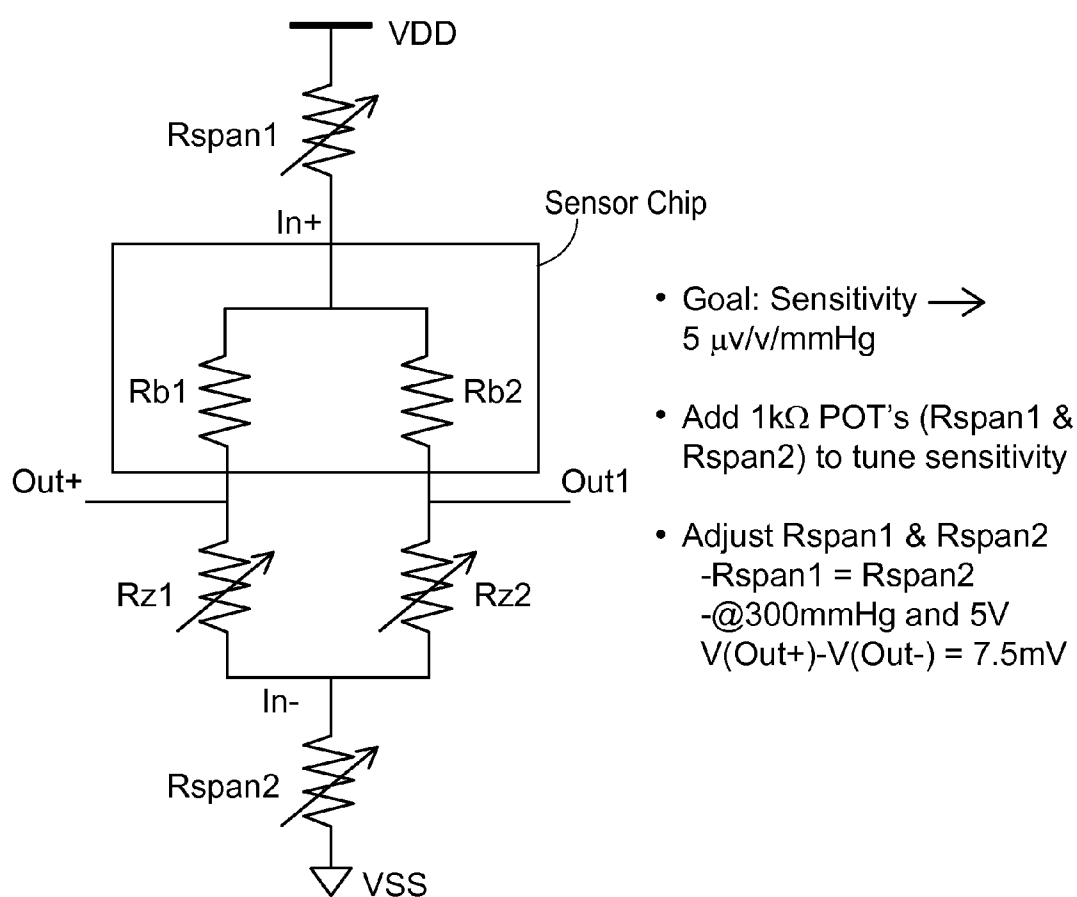 VDD
Rspan1
In+
Sensor Chip
Rb1
Rb2
Out+
Out1
Rz1
Rz2
In-
Rspan2
VSS
• Goal: Sensitivity →
5 μv/v/mmHg
• Add 1kΩ POT's (Rspan1 &
Rspan2) to tune sensitivity
• Adjust Rspan1 & Rspan2
-Rspan1 = Rspan2
-@300mmHg and 5V
V(Out+)-V(Out-) = 7.5mV